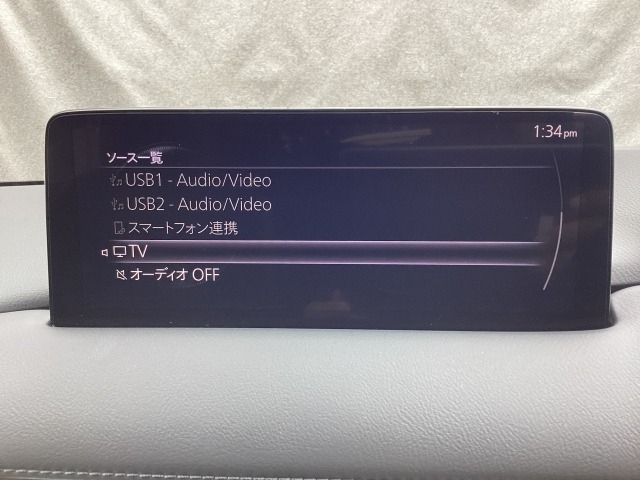 1:34pm
ソース一覧
USB1 - Audio/Video
USB2 - Audio/Video
スマートフォン連携
TV
オーディオ OFF